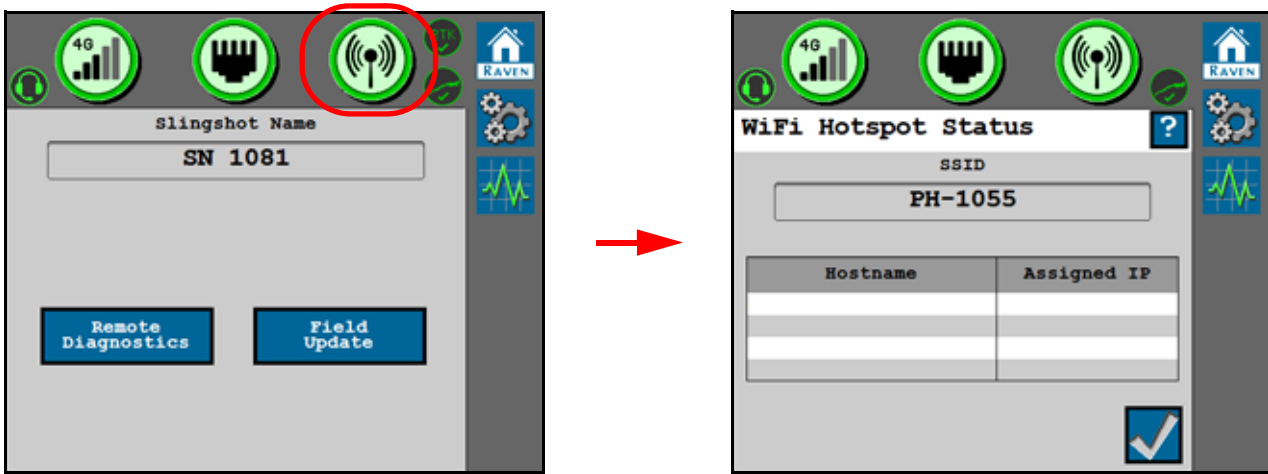 4G
RTK
RAVEN
Slingshot Name
SN 1081
Remote
Diagnostics
Field
Update
4G
RAVEN
WiFi Hotspot Status
?
SSID
PH-1055
Hostname Assigned IP